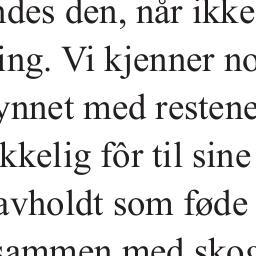 ndes den, når ikke
ing. Vi kjenner no
ynnet med restene
kkelig fôr til sine
avholdt som føde
sammen med skog